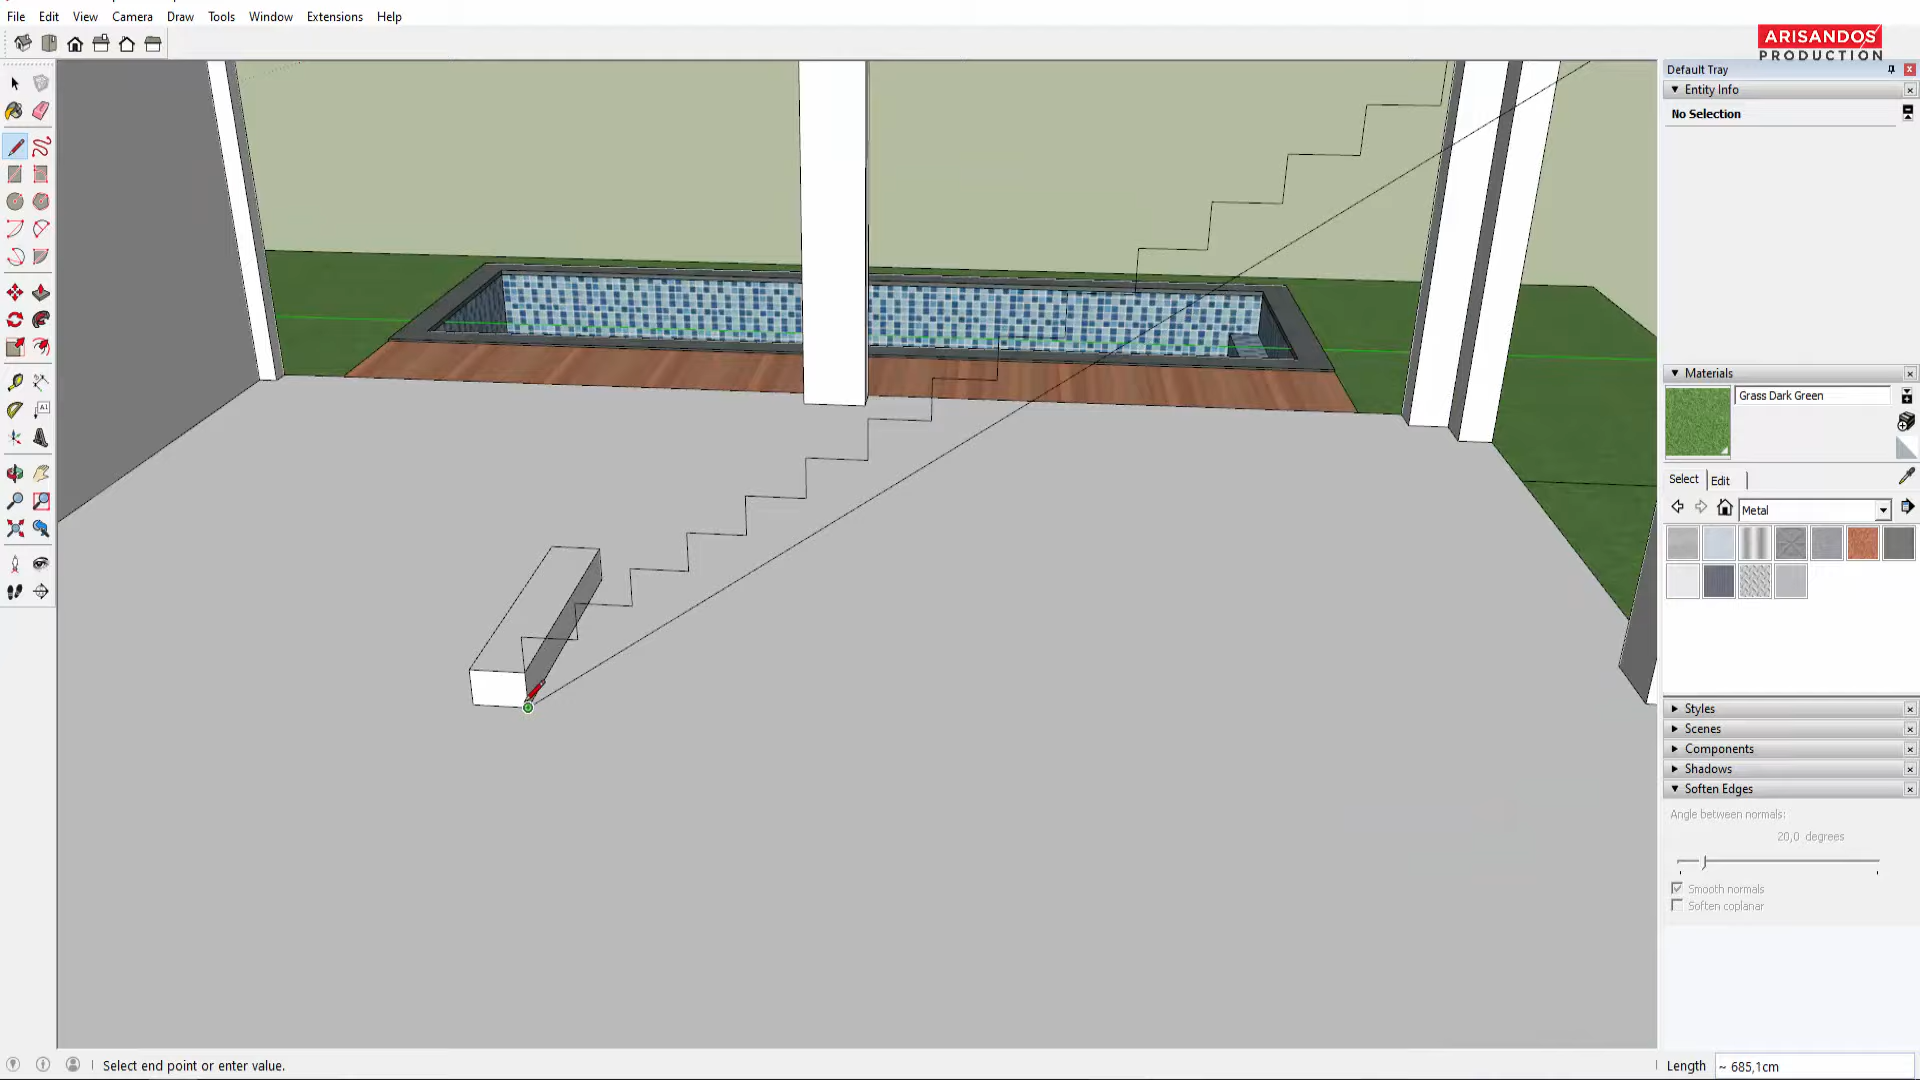 File Edit View Camera Draw Tools Window Extensions Help
ARISANDOS
PRODUCTION
Default Tray
Entity Info
No Selection
Materials
Grass Dark Green
Select Edit
Metal
Styles
Scenes
Components
Shadows
Soften Edges
Angle between normals:
20,0 degrees
Smooth normals
Soften coplanar
Select end point or enter value.
Length ~ 685,1cm